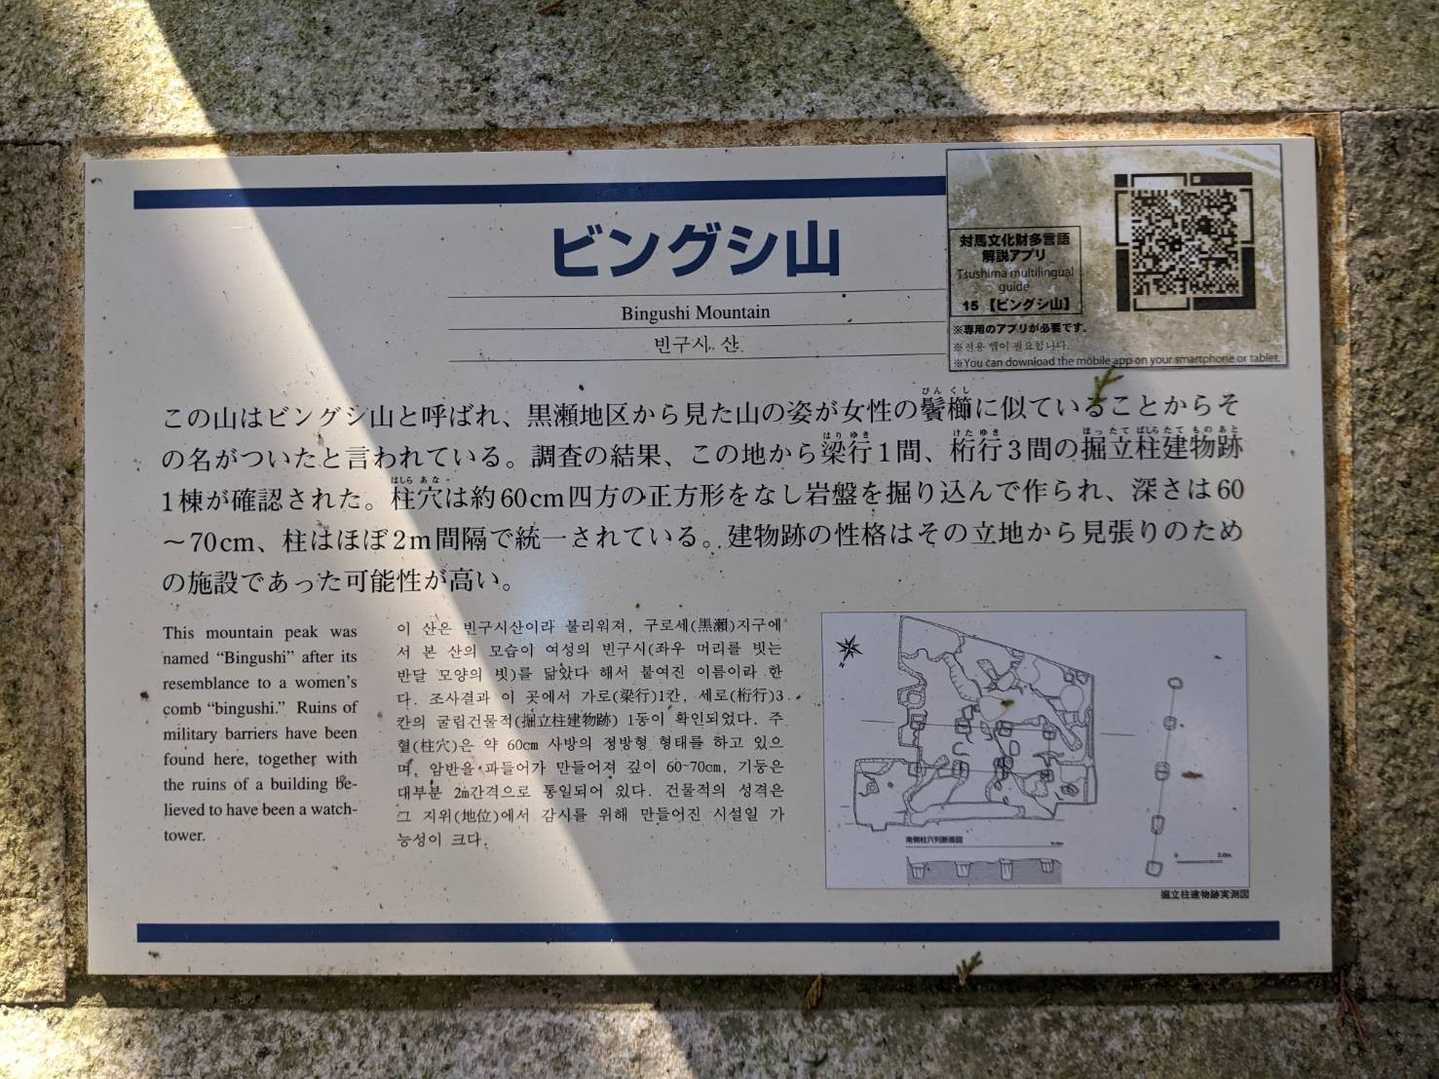 ビングシ山
Bingushi Mountain
빈구시 산
対馬文化財多言語
解説アプリ
Tsushima multilingual
guide
15 【ビングシ山】
※専用のアプリが必要です。
※전용 앱이 필요합니다.
※You can download the mobile app on your smartphone or tablet.
この山はビングシ山と呼ばれ、黒瀬地区から見た山の姿が女性の鬢櫛に似ていることからそ
の名がついたと言われている。調査の結果、この地から梁行1間、桁行3間の掘立柱建物跡
1棟が確認された。柱穴は約60cm四方の正方形をなし岩盤を掘り込んで作られ、深さは60
～70cm、柱はほぼ2m間隔で統一されている。建物跡の性格はその立地から見張りのため
の施設であった可能性が高い。
This mountain peak was
named “Bingushi” after its
resemblance to a women’s
comb “bingushi.” Ruins of
military barriers have been
found here, together with
the ruins of a building be-
lieved to have been a watch-
tower.
이 산은 빈구시산이라 불리워져, 구로세(黒瀬)지구에
서 본 산의 모습이 여성의 빈구시(좌우 머리를 빗는
반달 모양의 빗)를 닮았다 해서 붙여진 이름이라 한
다. 조사결과 이 곳에서 가로(梁行)1칸, 세로(桁行)3
칸의 굴립건물적(掘立柱建物跡) 1동이 확인되었다. 주
혈(柱穴)은 약 60cm 사방의 정방형 형태를 하고 있으
며, 암반을 파들어가 만들어져 깊이 60-70cm, 기둥은
대부분 2m간격으로 통일되어 있다. 건물적의 성격은
그 지위(地位)에서 감시를 위해 만들어진 시설일 가
능성이 크다.
南側柱穴列断面図
0 2.0m
掘立柱建物跡実測図